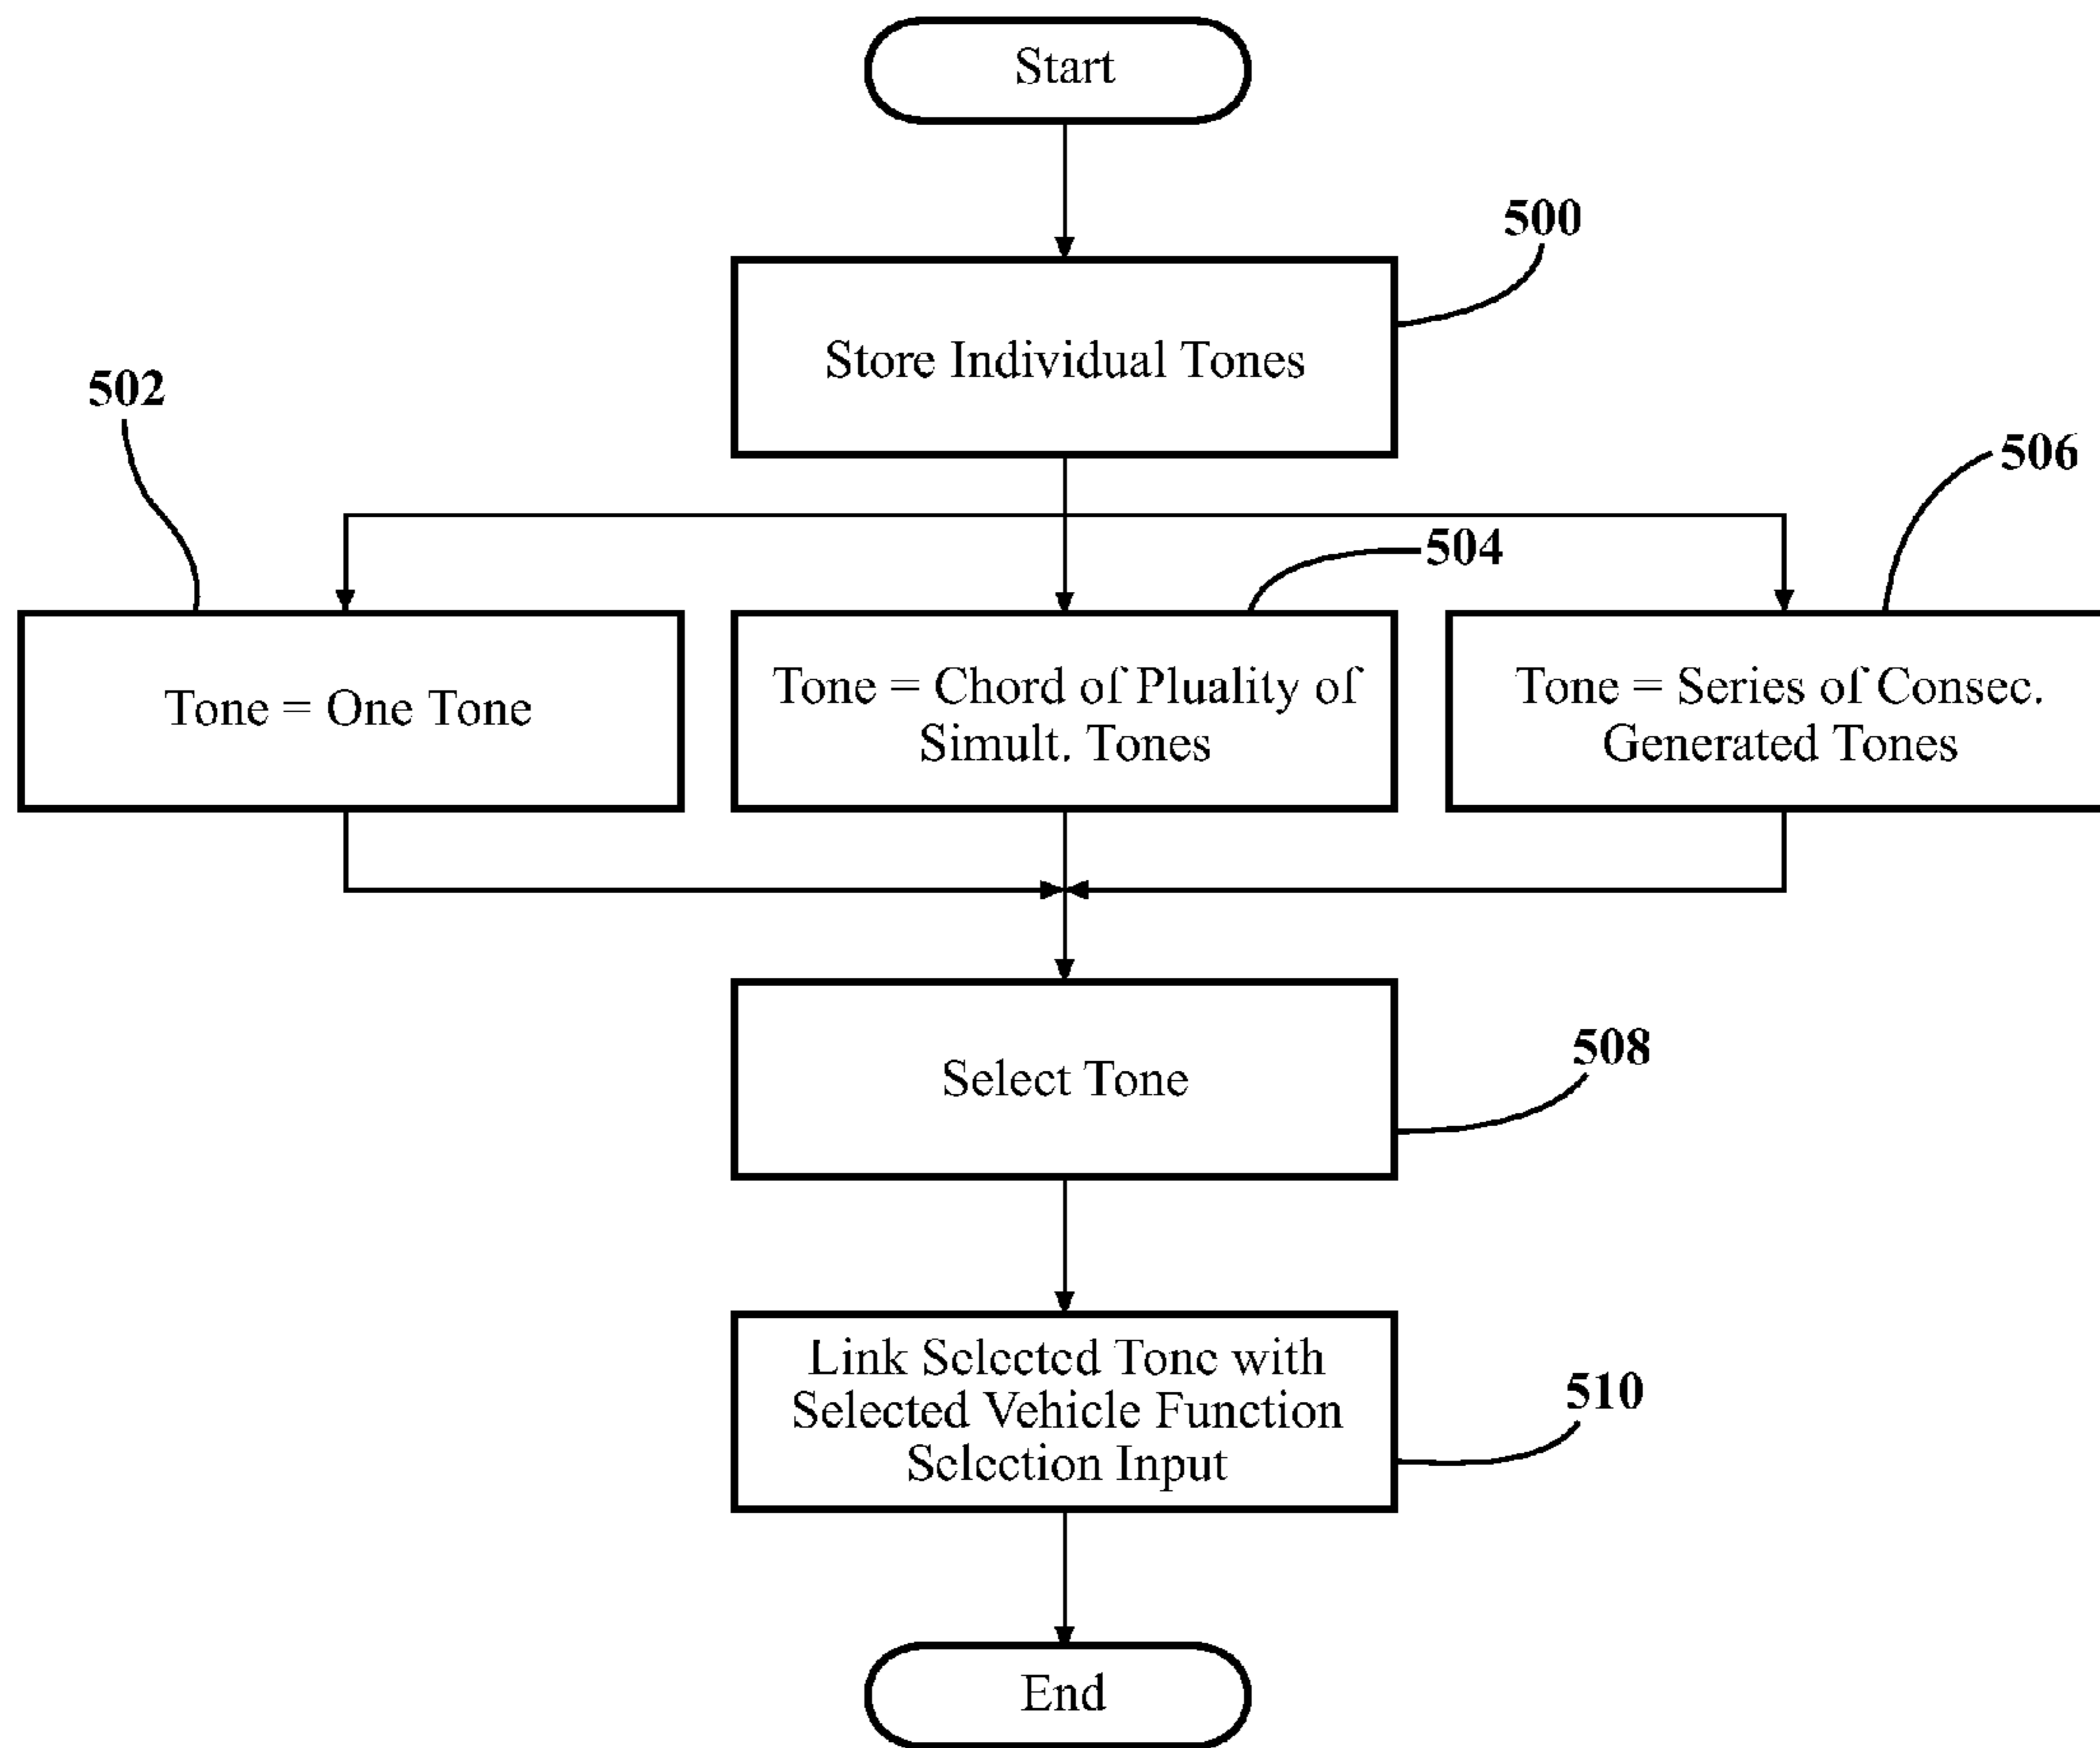 Start
500
Store Individual Tones
502
506
504
Tone = One Tone
Tone = Chord of Pluality of
Simult. Tones
Tone = Series of Consec.
Generated Tones
508
Select Tone
Link Selected Tone with
Selected Vehicle Function
Selection Input
510
End